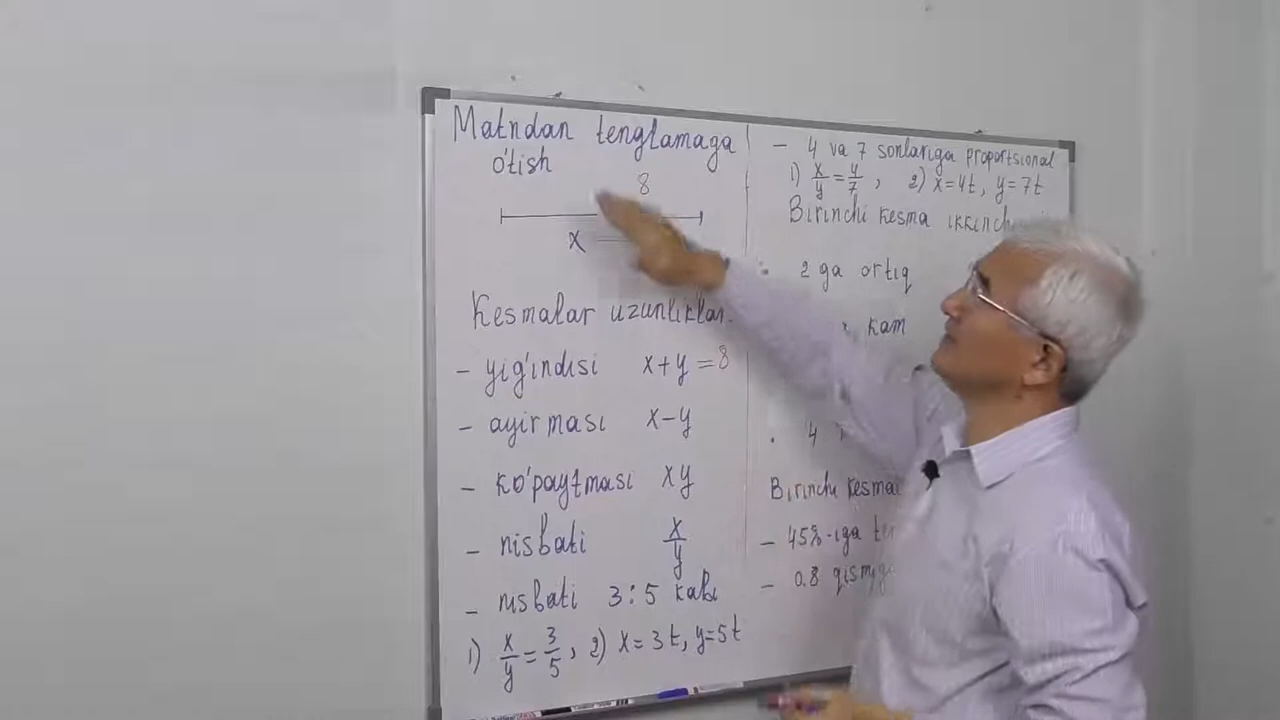 Matndan tenglamaga
o'tish
8
x
Kesmalar uzunliklar
- yig'indisi x+y=8
- ayirması x-y
- ko'paytmasi xy
- nisbati x/y
- nisbati 3:5 kabi
1) x/y=3/5, 2) x=3t, y=5t
- 4 va 7 sonlariga proportsional
1) x/y=4/7, 2) x=4t, y=7t
Birinchi kesma
2 ga ortiq
kam
4
Birinchi kesma
- 45%-iga
- 0.8